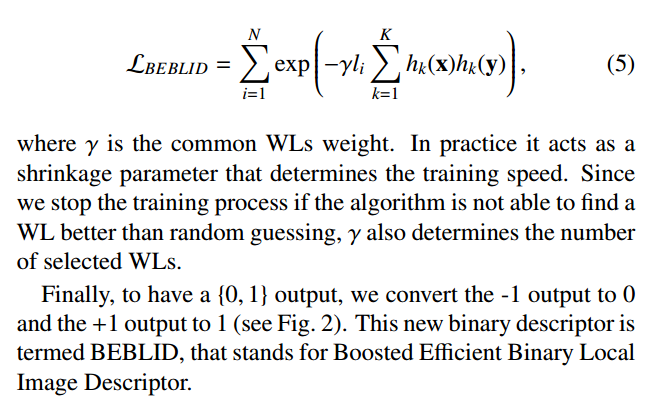 \mathcal{L}_{BEBLID} = \sum_{i=1}^{N} \exp\left(-\gamma l_i \sum_{k=1}^{K} h_k(\mathbf{x}) h_k(\mathbf{y})\right), (5)
where γ is the common WLs weight. In practice it acts as a
shrinkage parameter that determines the training speed. Since
we stop the training process if the algorithm is not able to find a
WL better than random guessing, γ also determines the number
of selected WLs.
Finally, to have a {0, 1} output, we convert the -1 output to 0
and the +1 output to 1 (see Fig. 2). This new binary descriptor is
termed BEBLID, that stands for Boosted Efficient Binary Local
Image Descriptor.